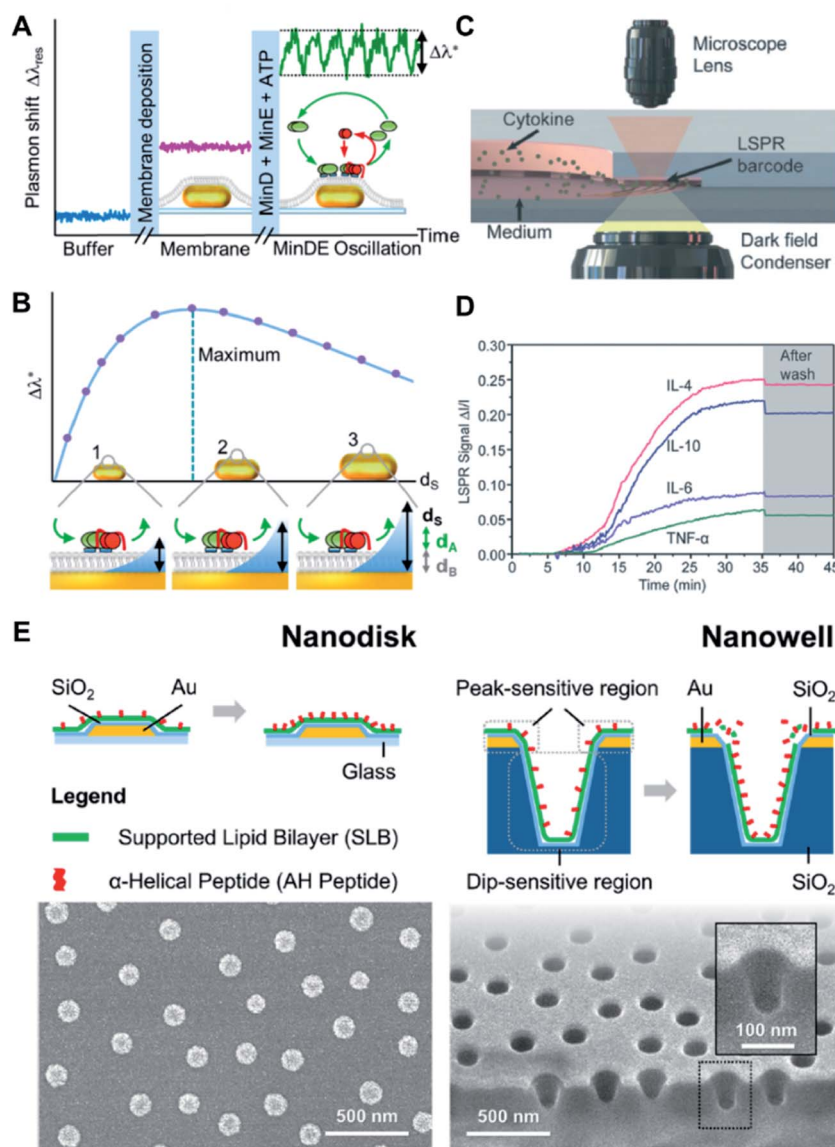 A
Plasmon shift Δλres
Membrane deposition
MinD + MinE + ATP
Δλ*
Buffer
Membrane
MinDE Oscillation
Time
B
Δλ*
Maximum
1
2
3
dS
dS
dA
dB
C
Microscope
Lens
Cytokine
LSPR
barcode
Medium
Dark field
Condenser
D
LSPR Signal ΔI/I
0.30
0.25
0.20
0.15
0.10
0.05
0.00
After
wash
IL-4
IL-10
IL-6
TNF-α
0 5 10 15 20 25 30 35 40 45
Time (min)
E
Nanodisk
SiO2
Au
Glass
Legend
Supported Lipid Bilayer (SLB)
α-Helical Peptide (AH Peptide)
500 nm
Nanowell
Peak-sensitive region
Au
SiO2
Dip-sensitive region
SiO2
100 nm
500 nm